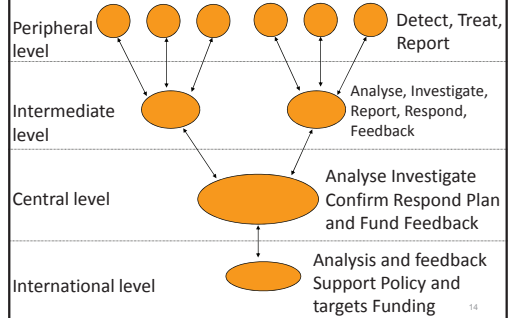 Peripheral
level
Detect, Treat,
Report
Intermediate
level
Analyse, Investigate,
Report, Respond,
Feedback
Central level
Analyse Investigate
Confirm Respond Plan
and Fund Feedback
International level
Analysis and feedback
Support Policy and
targets Funding
14